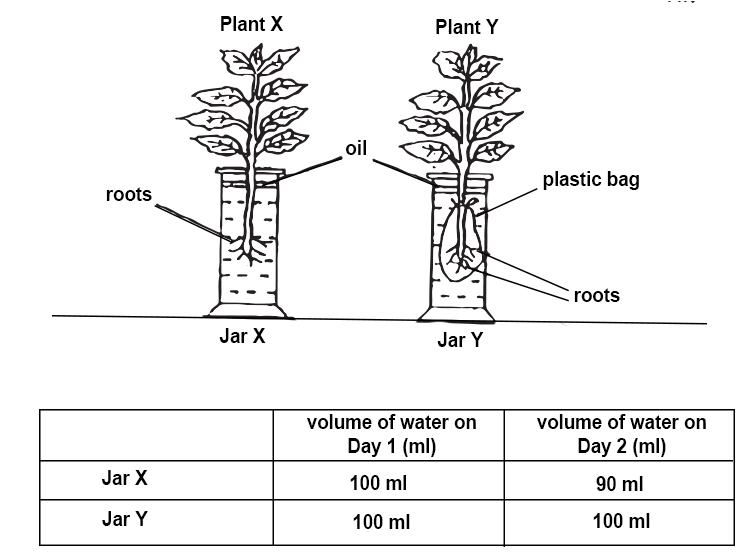 Plant X
Plant Y
oil
plastic bag
roots
roots
Jar X
Jar Y
volume of water on
Day 1 (ml)
volume of water on
Day 2 (ml)
Jar X
100 ml
90 ml
Jar Y
100 ml
100 ml